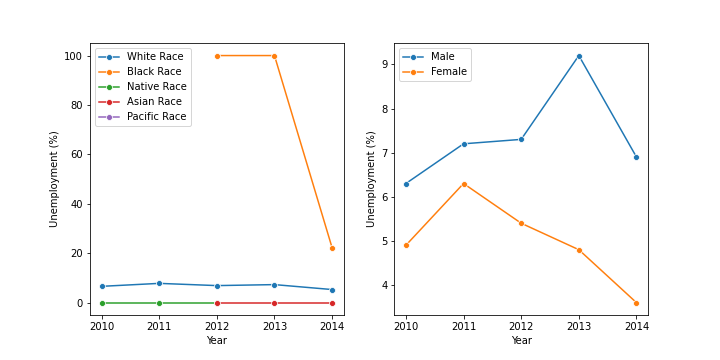 White Race
Black Race
Native Race
Asian Race
Pacific Race
100
80
60
40
20
0
Unemployment (%)
2010 2011 2012 2013 2014
Year
Male
Female
9
8
7
6
5
4
Unemployment (%)
2010 2011 2012 2013 2014
Year